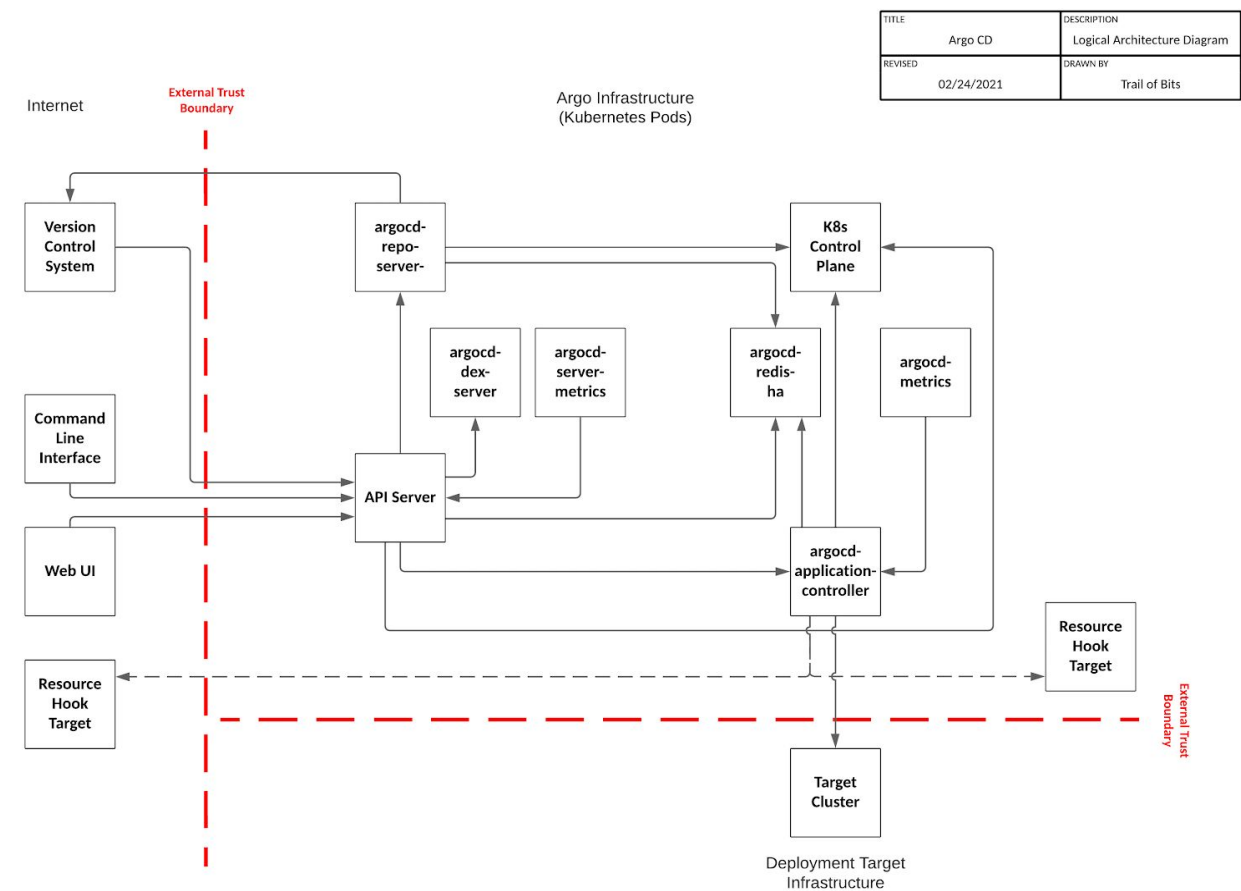 TITLE
Argo CD
DESCRIPTION
Logical Architecture Diagram
REVISED
02/24/2021
DRAWN BY
Trail of Bits
Internet
External Trust
Boundary
Argo Infrastructure
(Kubernetes Pods)
Version
Control
System
argocd-
repo-
server-
K8s
Control
Plane
argocd-
dex-
server
argocd-
server-
metrics
argocd-
redis-
ha
argocd-
metrics
Command
Line
Interface
API Server
Web UI
argocd-
application-
controller
Resource
Hook
Target
Resource
Hook
Target
External Trust
Boundary
Target
Cluster
Deployment Target
Infrastructure